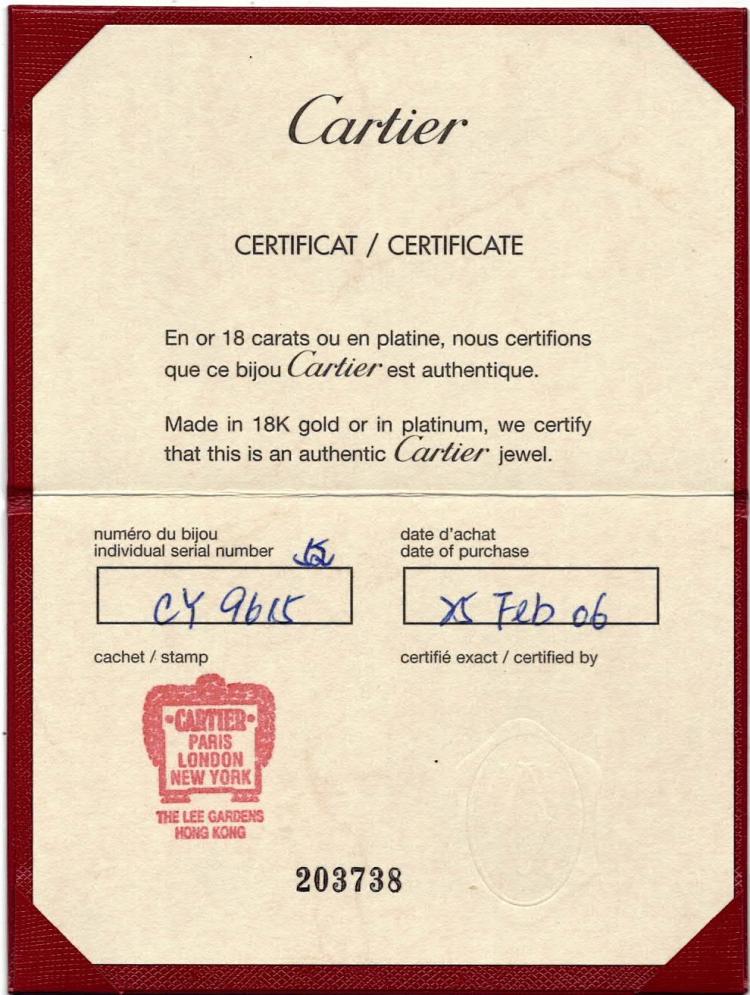 Cartier
CERTIFICAT / CERTIFICATE
En or 18 carats ou en platine, nous certifions
que ce bijou Cartier est authentique.
Made in 18K gold or in platinum, we certify
that this is an authentic Cartier jewel.
numéro du bijou
individual serial number
CY 9615
date d'achat
date of purchase
25 Feb 06
cachet / stamp
certifié exact / certified by
•CARTIER•
PARIS
LONDON
NEW YORK
THE LEE GARDENS
HONG KONG
203738